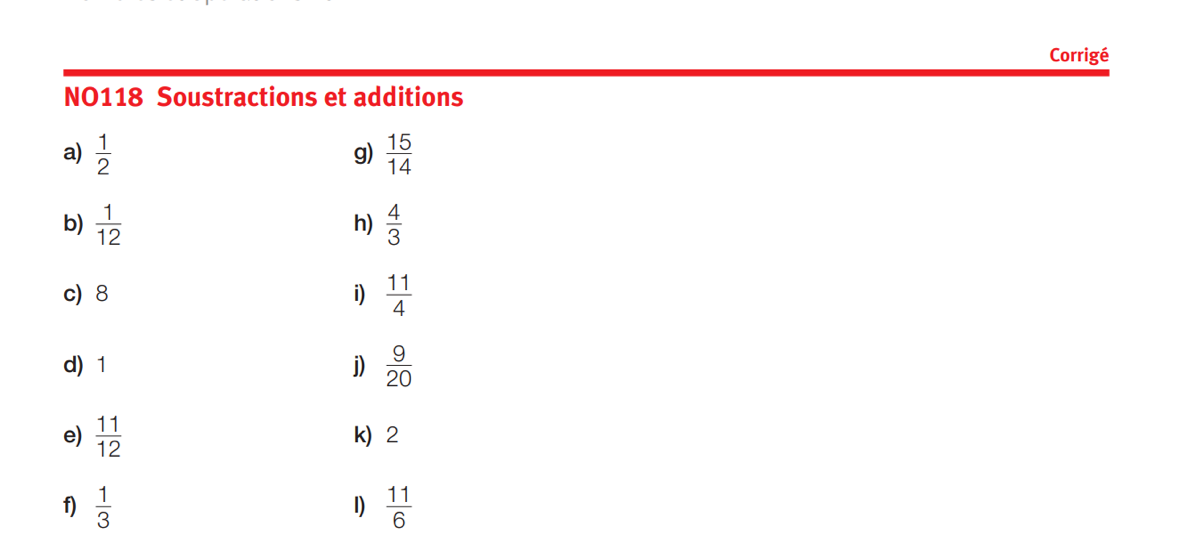 Corrigé
NO118 Soustractions et additions
a) 1/2
b) 1/12
c) 8
d) 1
e) 11/12
f) 1/3
g) 15/14
h) 4/3
i) 11/4
j) 9/20
k) 2
l) 11/6